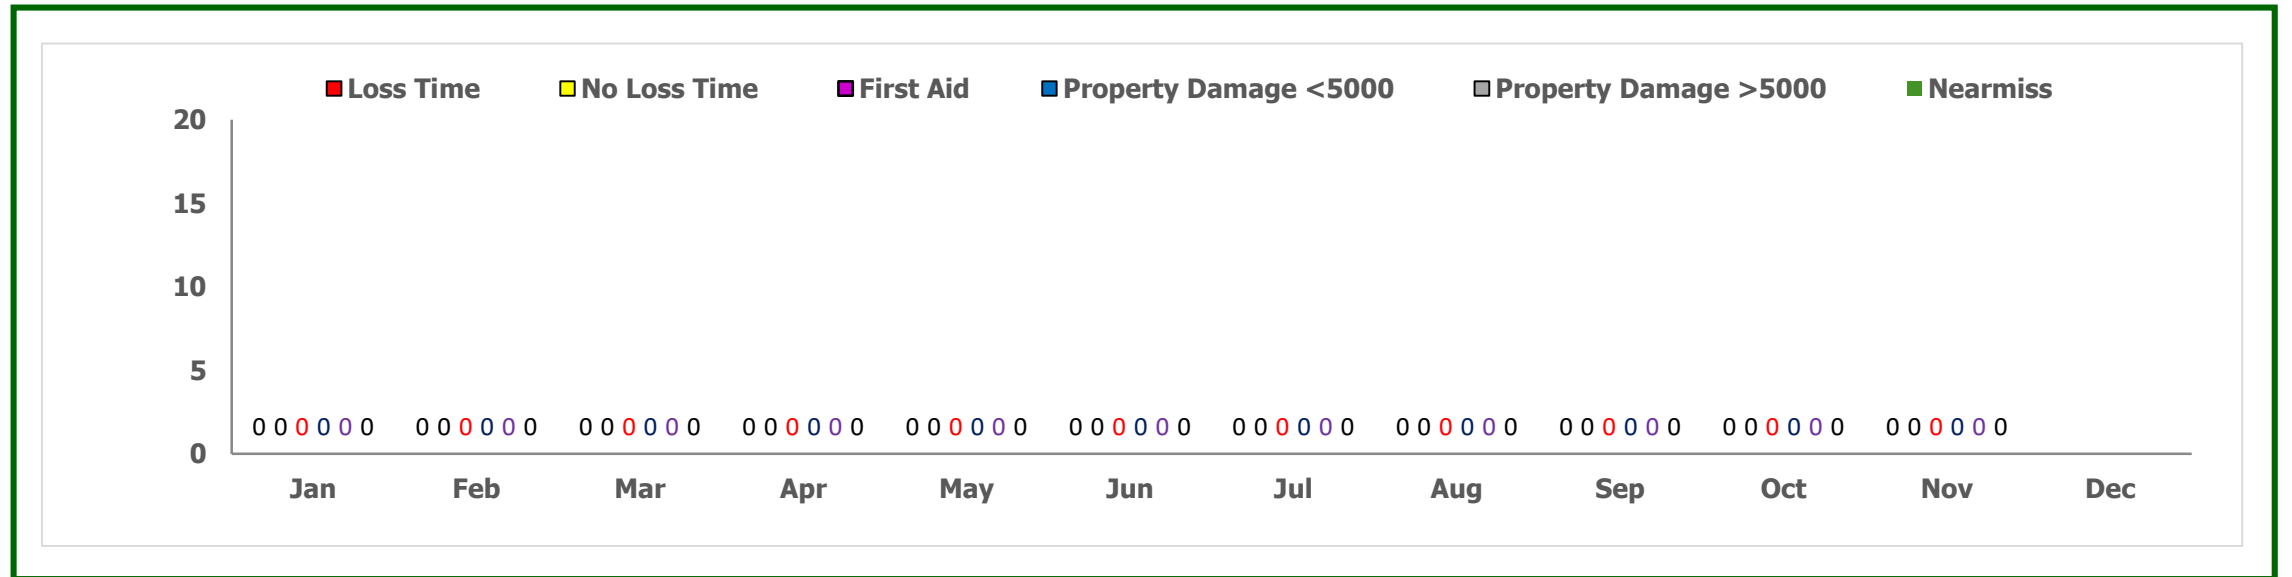 Loss Time No Loss Time First Aid Property Damage <5000 Property Damage >5000 Nearmiss
20
15
10
5
0 0 0 0 0 0 0 0 0 0 0 0 0 0 0 0 0 0 0 0 0 0 0 0 0 0 0 0 0 0 0 0 0 0 0 0 0 0 0 0 0 0 0 0 0 0 0 0 0 0 0 0 0 0 0 0 0 0 0 0 0 0 0 0 0 0
0
Jan Feb Mar Apr May Jun Jul Aug Sep Oct Nov Dec